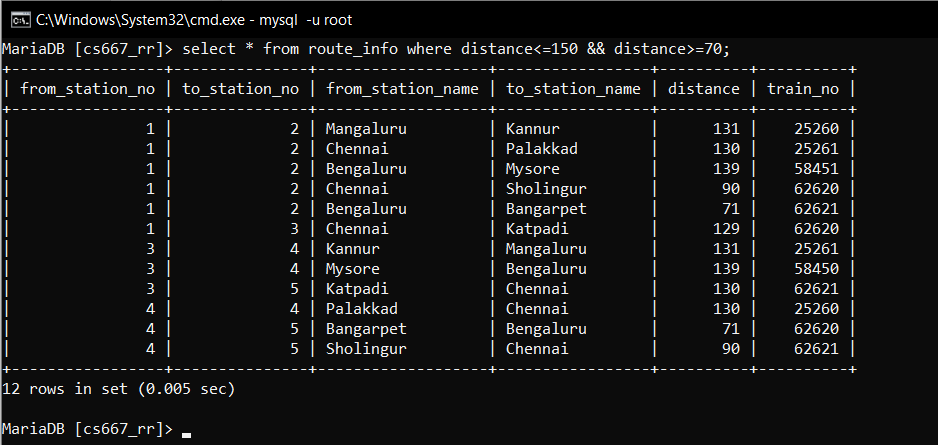 C:\Windows\System32\cmd.exe - mysql  -u root
MariaDB [cs667_rr]> select * from route_info where distance<=150 && distance>=70;
+-----------------+---------------+-------------------+-----------------+----------+----------+
| from_station_no | to_station_no | from_station_name | to_station_name | distance | train_no |
+-----------------+---------------+-------------------+-----------------+----------+----------+
|               1 |             2 | Mangaluru         | Kannur          |      131 |    25260 |
|               1 |             2 | Chennai           | Palakkad        |      130 |    25261 |
|               1 |             2 | Bengaluru         | Mysore          |      139 |    58451 |
|               1 |             2 | Chennai           | Sholingur       |       90 |    62620 |
|               1 |             2 | Bengaluru         | Bangarpet       |       71 |    62621 |
|               1 |             3 | Chennai           | Katpadi         |      129 |    62620 |
|               3 |             4 | Kannur            | Mangaluru       |      131 |    25261 |
|               3 |             4 | Mysore            | Bengaluru       |      139 |    58450 |
|               3 |             5 | Katpadi           | Chennai         |      130 |    62621 |
|               4 |             4 | Palakkad          | Chennai         |      130 |    25260 |
|               4 |             5 | Bangarpet         | Bengaluru       |       71 |    62620 |
|               4 |             5 | Sholingur         | Chennai         |       90 |    62621 |
+-----------------+---------------+-------------------+-----------------+----------+----------+
12 rows in set (0.005 sec)
MariaDB [cs667_rr]> _